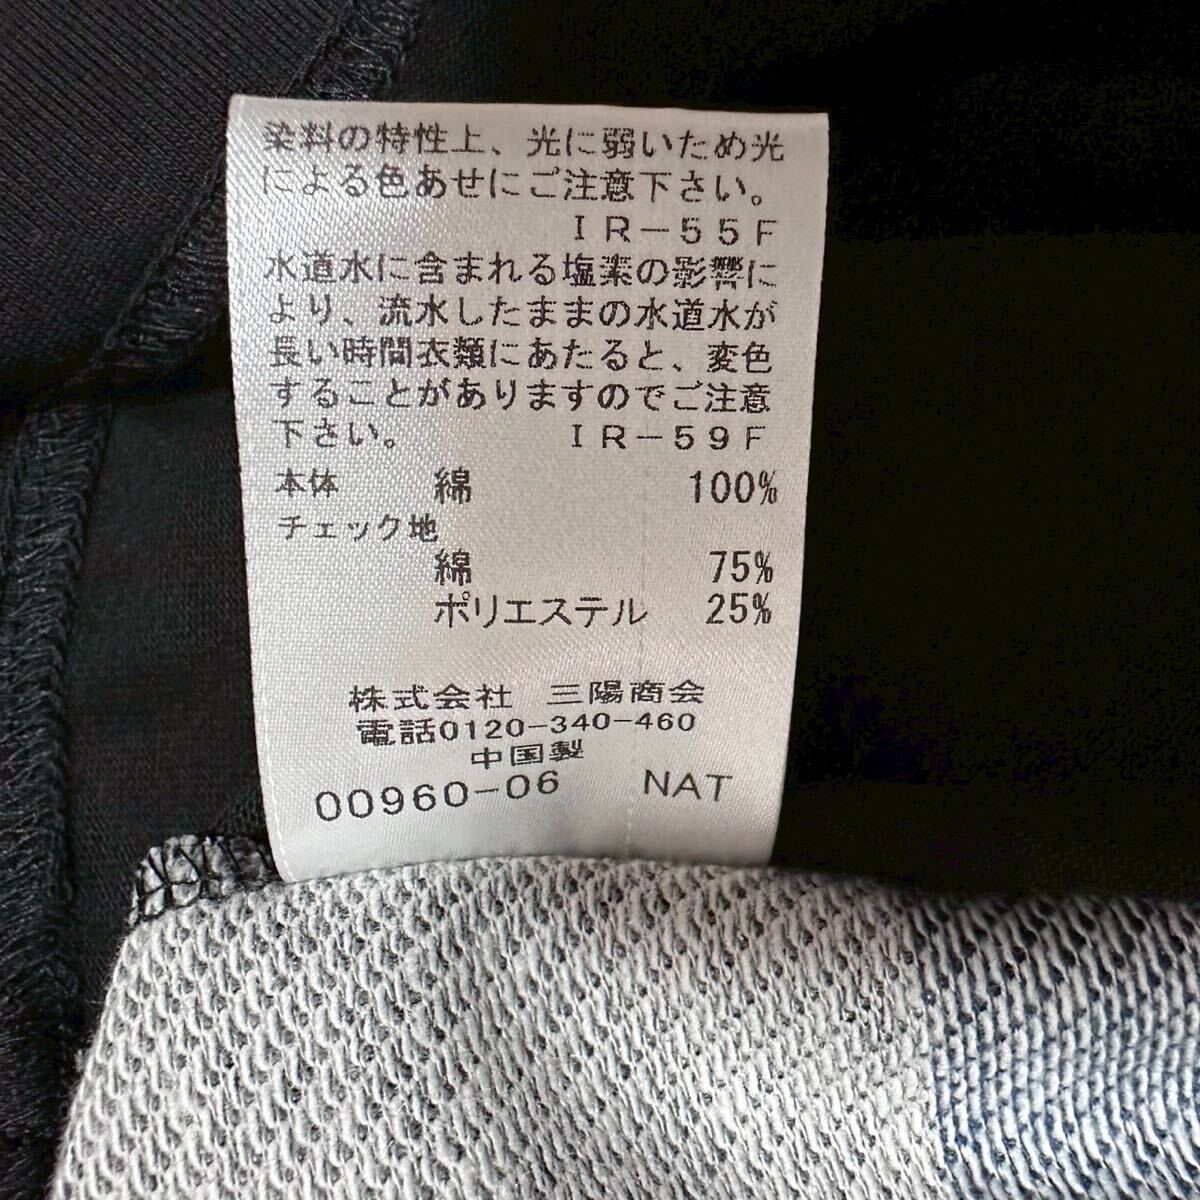 染料の特性上、光に弱いため光
による色あせにご注意下さい。
ＩＲ－５５Ｆ
水道水に含まれる塩素の影響に
より、流水したままの水道水が
長い時間衣類にあたると、変色
することがありますのでご注意
下さい。　ＩＲ－５９Ｆ
本体　綿　100%
チェック地
綿　75%
ポリエステル　25%
株式会社　三陽商会
電話0120-340-460
中国製
00960-06　NAT